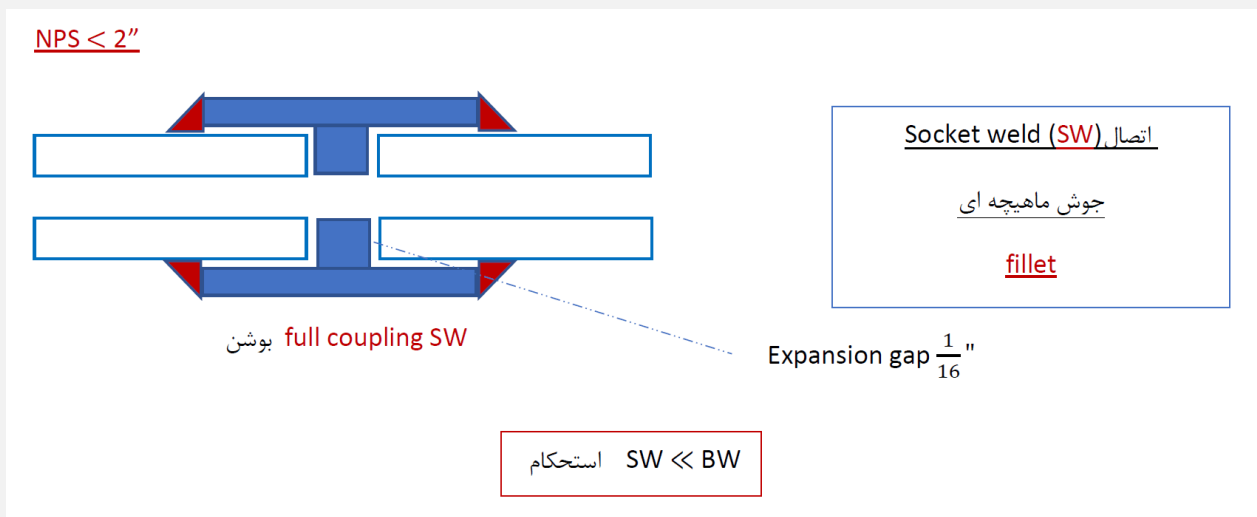 NPS < 2”
اتصال Socket weld (SW)
جوش ماهیچه ای
fillet
بوشن full coupling SW
Expansion gap 1/16"
استحکام SW ≪ BW